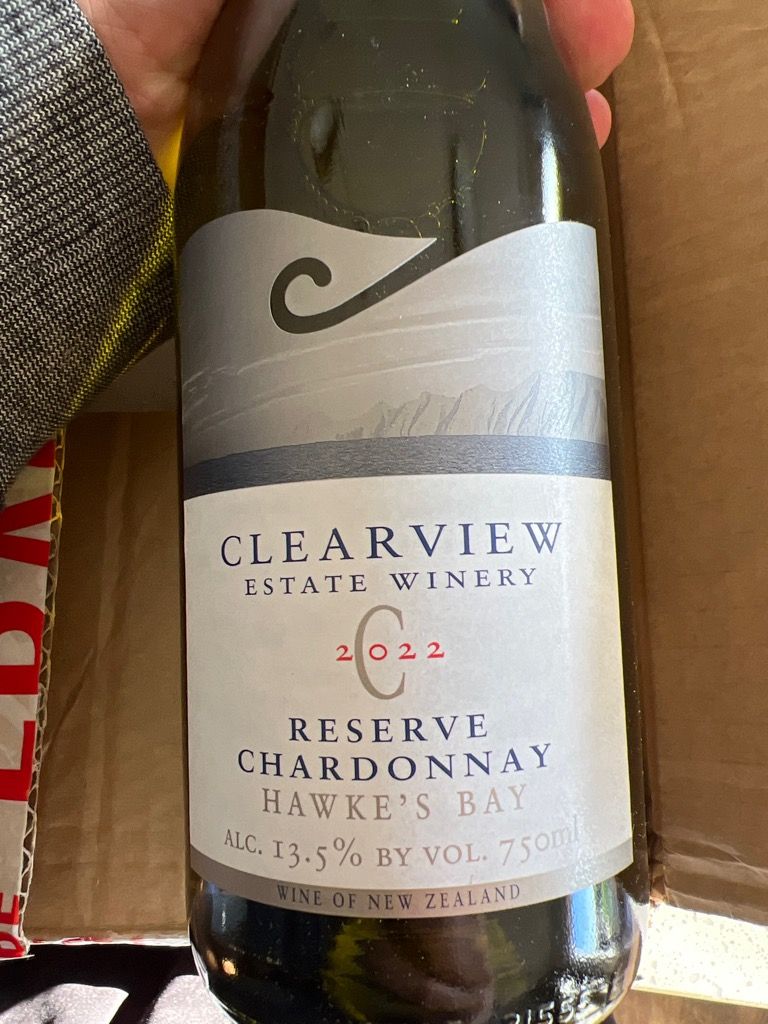 CLEARVIEW
ESTATE WINERY
C
2022
RESERVE
CHARDONNAY
HAWKE'S BAY
ALC. 13.5% BY VOL. 750ml
WINE OF NEW ZEALAND